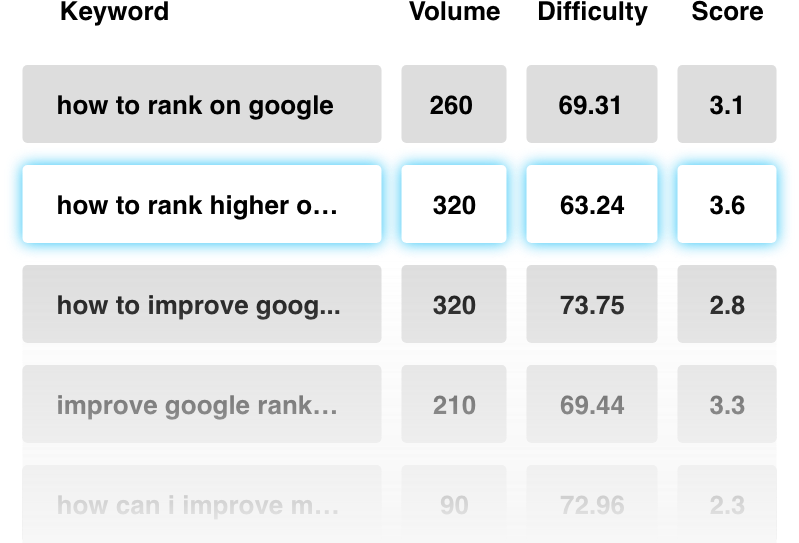 Keyword Volume Difficulty Score
how to rank on google 260 69.31 3.1
how to rank higher o... 320 63.24 3.6
how to improve goog... 320 73.75 2.8
improve google rank... 210 69.44 3.3
how can i improve m... 90 72.96 2.3